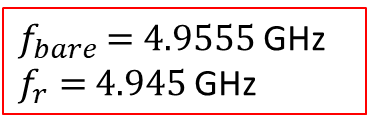 f_bare = 4.9555 GHz
f_r = 4.945 GHz